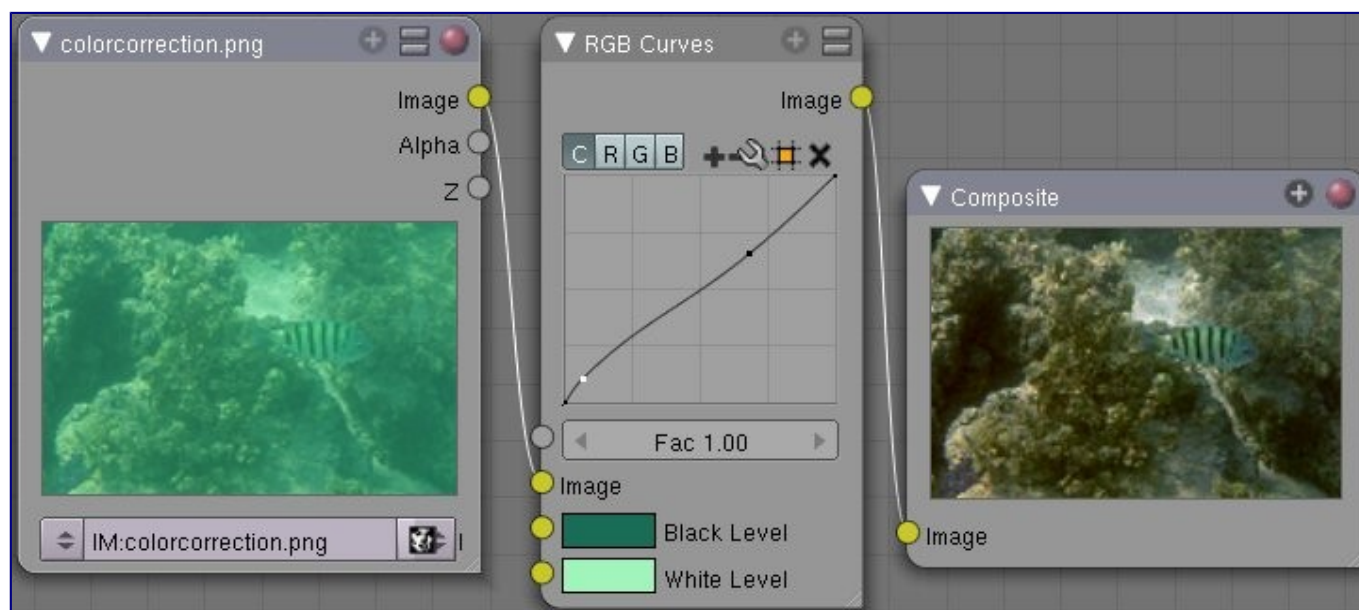 colorcorrection.png
Image
Alpha
Z
IM:colorcorrection.png
RGB Curves
Image
C R G B
Fac 1.00
Image
Black Level
White Level
Composite
Image